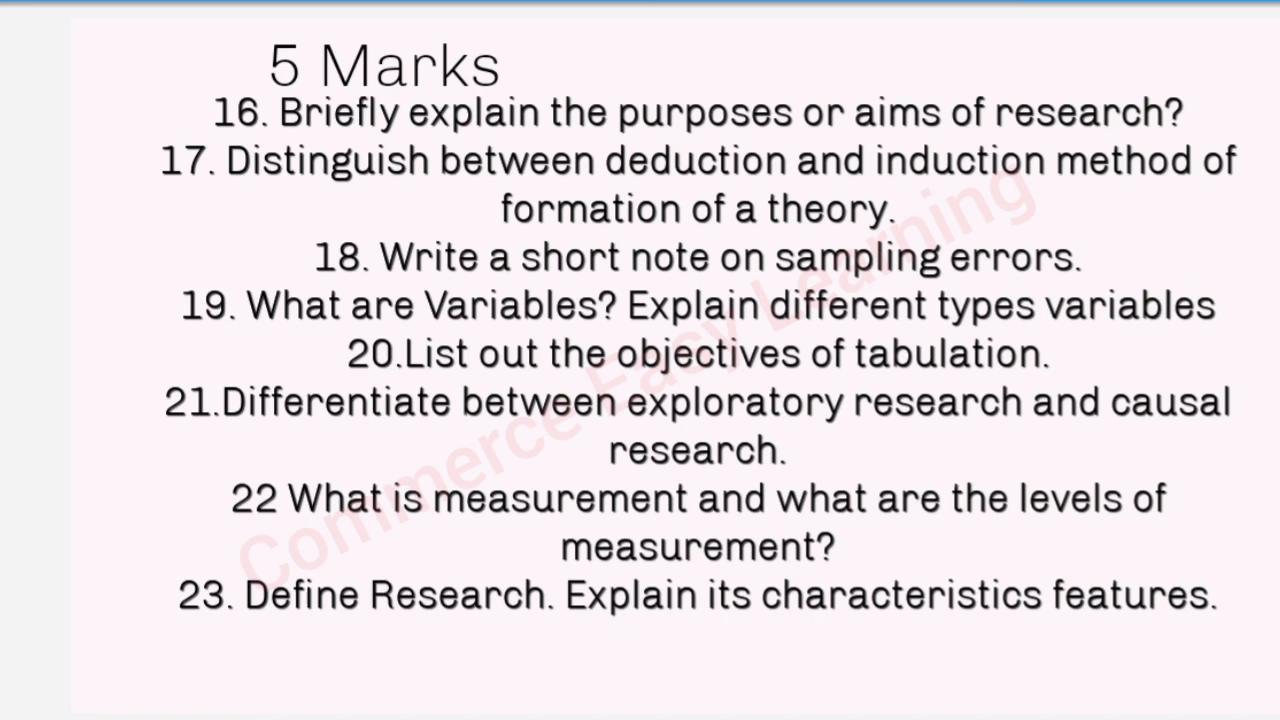 5 Marks
16. Briefly explain the purposes or aims of research?
17. Distinguish between deduction and induction method of
formation of a theory.
18. Write a short note on sampling errors.
19. What are Variables? Explain different types variables
20.List out the objectives of tabulation.
21.Differentiate between exploratory research and causal
research.
22 What is measurement and what are the levels of
measurement?
23. Define Research. Explain its characteristics features.
Commerce Easy Learning